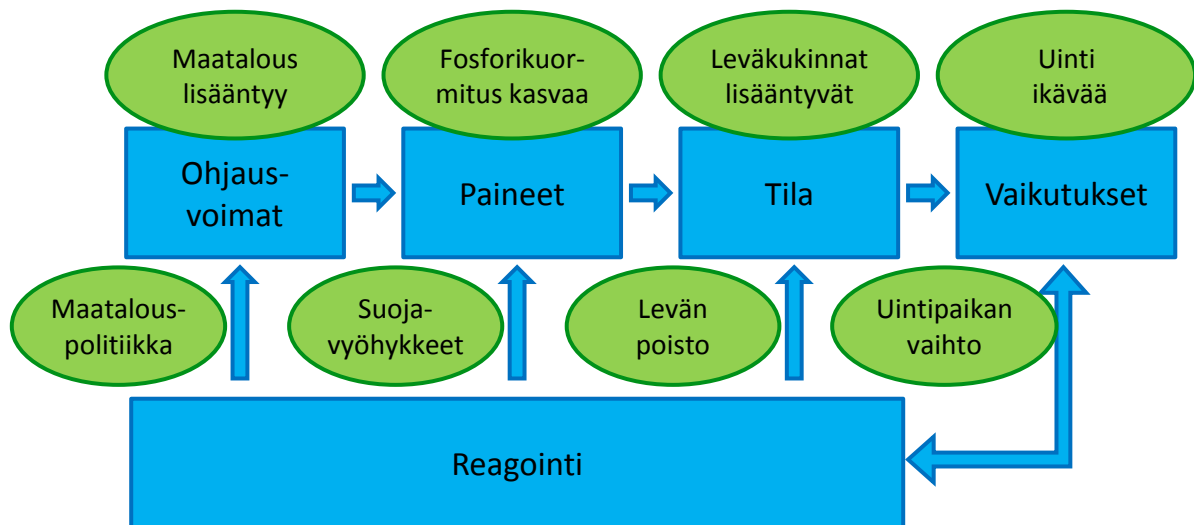 Maatalous
lisääntyy
Fosforikuor-
mitus kasvaa
Leväkukinnat
lisääntyvät
Uinti
ikävää
Ohjaus-
voimat
Paineet
Tila
Vaikutukset
Maatalous-
politiikka
Suoja-
vyöhykkeet
Levän
poisto
Uintipaikan
vaihto
Reagointi